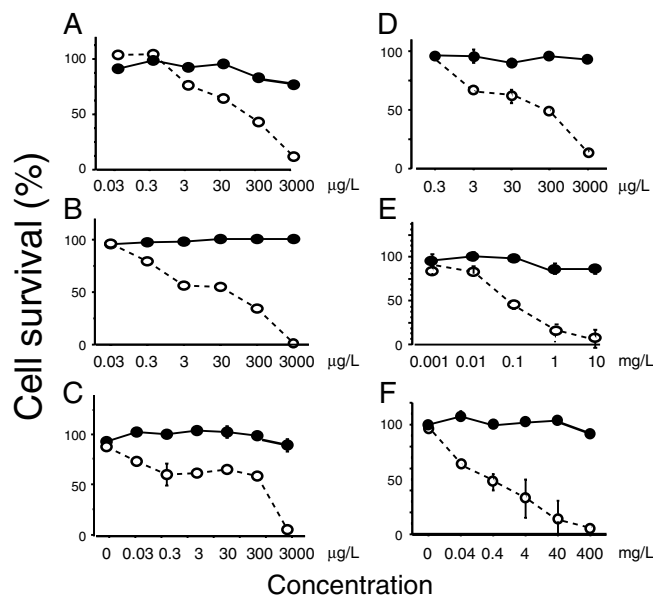 A
100
50
0
0.03 0.3 3 30 300 3000 µg/L
D
100
50
0
0.3 3 30 300 3000 µg/L
B
100
50
0
0.03 0.3 3 30 300 3000 µg/L
E
100
50
0
0.001 0.01 0.1 1 10 mg/L
C
100
50
0
0 0.03 0.3 3 30 300 3000 µg/L
F
100
50
0
0 0.04 0.4 4 40 400 mg/L
Cell survival (%)
Concentration